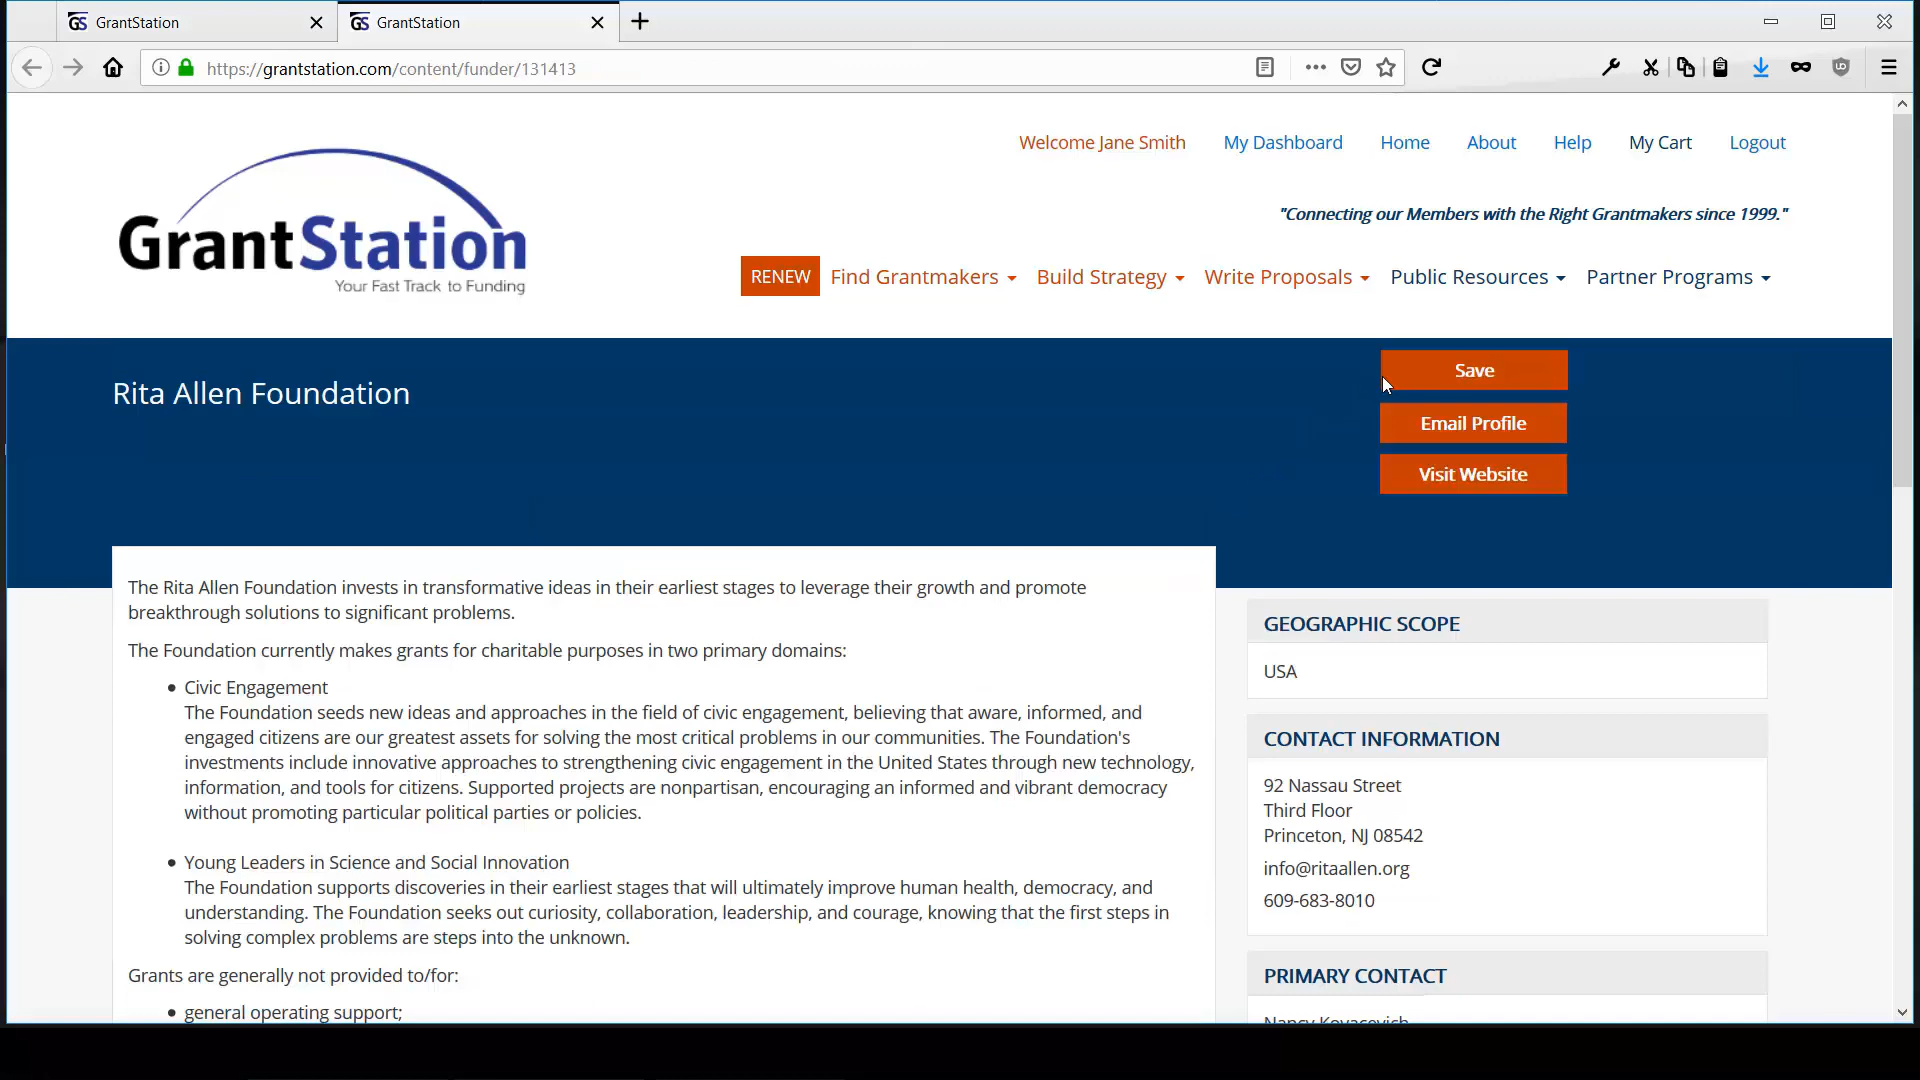 GrantStation
GrantStation
https://grantstation.com/content/funder/131413
Welcome Jane Smith My Dashboard Home About Help My Cart Logout
"Connecting our Members with the Right Grantmakers since 1999."
GrantStation
Your Fast Track to Funding
RENEW Find Grantmakers Build Strategy Write Proposals Public Resources Partner Programs
Rita Allen Foundation
Save
Email Profile
Visit Website
The Rita Allen Foundation invests in transformative ideas in their earliest stages to leverage their growth and promote
breakthrough solutions to significant problems.
The Foundation currently makes grants for charitable purposes in two primary domains:
• Civic Engagement
The Foundation seeds new ideas and approaches in the field of civic engagement, believing that aware, informed, and
engaged citizens are our greatest assets for solving the most critical problems in our communities. The Foundation's
investments include innovative approaches to strengthening civic engagement in the United States through new technology,
information, and tools for citizens. Supported projects are nonpartisan, encouraging an informed and vibrant democracy
without promoting particular political parties or policies.
• Young Leaders in Science and Social Innovation
The Foundation supports discoveries in their earliest stages that will ultimately improve human health, democracy, and
understanding. The Foundation seeks out curiosity, collaboration, leadership, and courage, knowing that the first steps in
solving complex problems are steps into the unknown.
Grants are generally not provided to/for:
• general operating support;
GEOGRAPHIC SCOPE
USA
CONTACT INFORMATION
92 Nassau Street
Third Floor
Princeton, NJ 08542
info@ritaallen.org
609-683-8010
PRIMARY CONTACT
Nancy Kovacevich